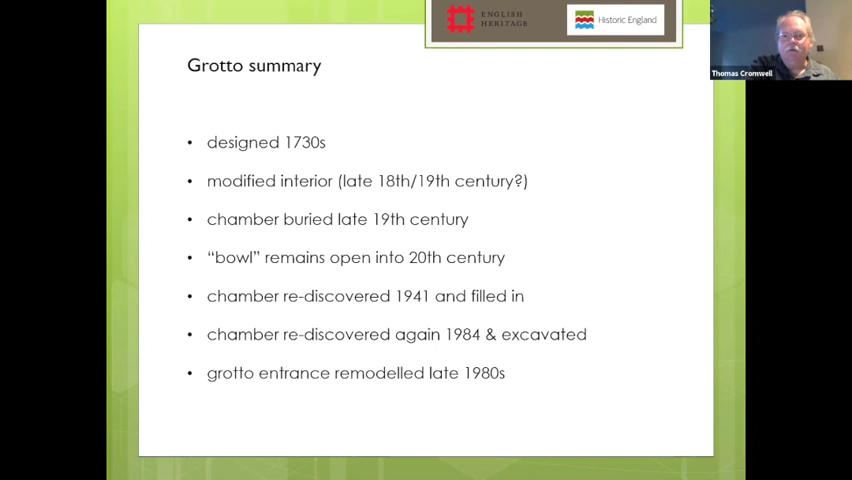 ENGLISH
HERITAGE
Historic England
Thomas Cromwell
Grotto summary
• designed 1730s
• modified interior (late 18th/19th century?)
• chamber buried late 19th century
• “bowl” remains open into 20th century
• chamber re-discovered 1941 and filled in
• chamber re-discovered again 1984 & excavated
• grotto entrance remodelled late 1980s